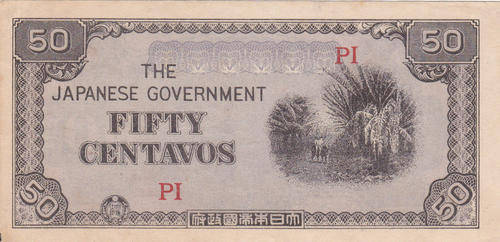 50
50
PI
THE
JAPANESE GOVERNMENT
FIFTY
CENTAVOS
PI
50
大日本帝國政府
50